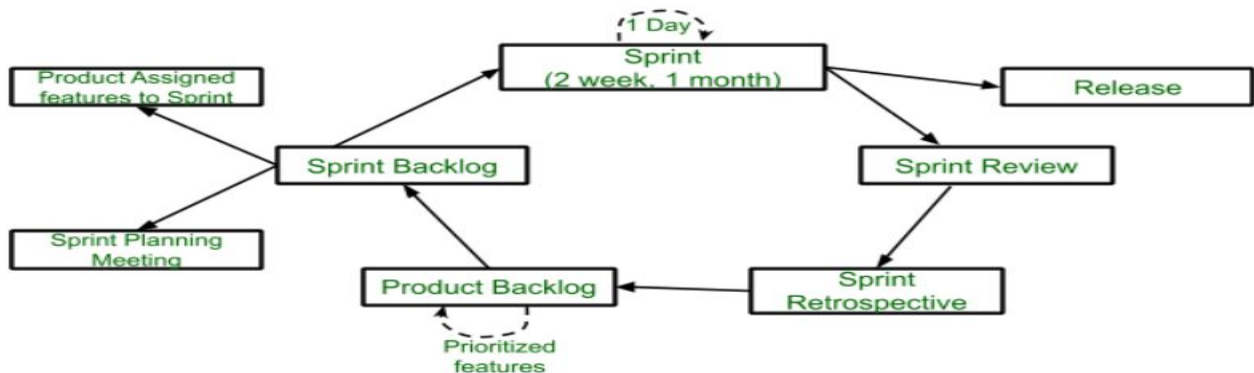 1 Day
Sprint
(2 week, 1 month)
Product Assigned
features to Sprint
Release
Sprint Backlog
Sprint Review
Sprint Planning
Meeting
Product Backlog
Sprint
Retrospective
Prioritized
features